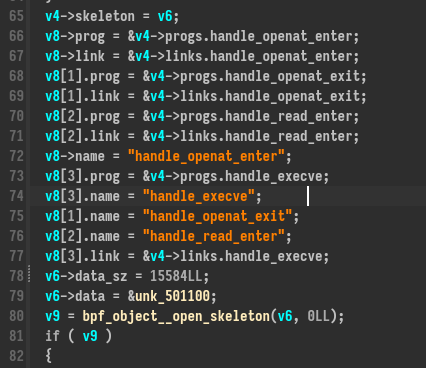 65 v4->skeleton = v6;
66 v8->prog = &v4->progs.handle_openat_enter;
67 v8->link = &v4->links.handle_openat_enter;
68 v8[1].prog = &v4->progs.handle_openat_exit;
69 v8[1].link = &v4->links.handle_openat_exit;
70 v8[2].prog = &v4->progs.handle_read_enter;
71 v8[2].link = &v4->links.handle_read_enter;
72 v8->name = "handle_openat_enter";
73 v8[3].prog = &v4->progs.handle_execve;
74 v8[3].name = "handle_execve";
75 v8[1].name = "handle_openat_exit";
76 v8[2].name = "handle_read_enter";
77 v8[3].link = &v4->links.handle_execve;
78 v6->data_sz = 15584LL;
79 v6->data = &unk_501100;
80 v9 = bpf_object__open_skeleton(v6, 0LL);
81 if ( v9 )
82 {